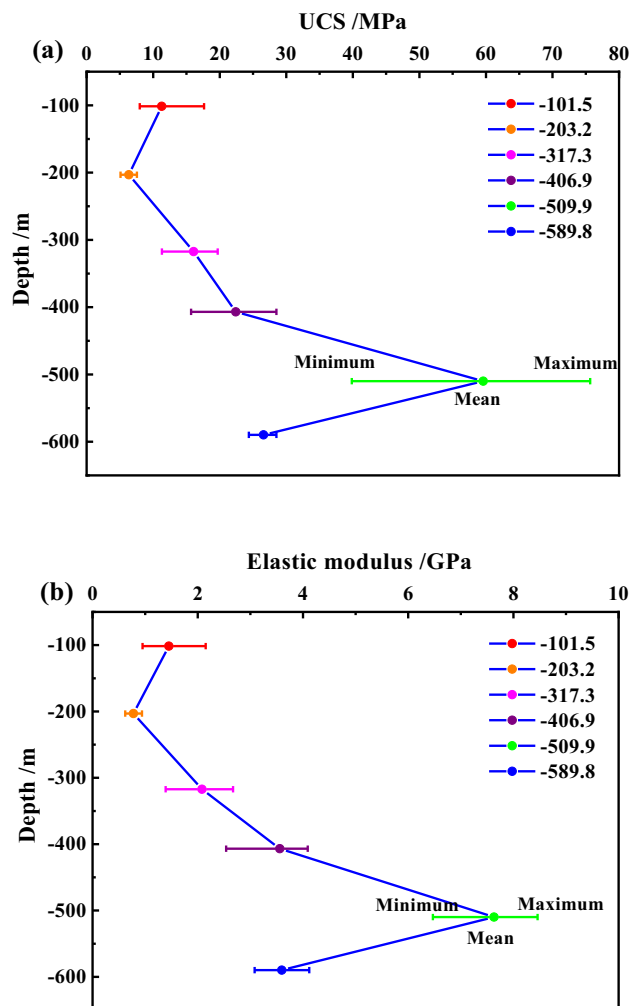 UCS /MPa
(a)
0 10 20 30 40 50 60 70 80
-100
-200
-300
-400
-500
-600
Depth /m
-101.5
-203.2
-317.3
-406.9
-509.9
-589.8
Minimum
Maximum
Mean
Elastic modulus /GPa
(b)
0 2 4 6 8 10
-100
-200
-300
-400
-500
-600
Depth /m
-101.5
-203.2
-317.3
-406.9
-509.9
-589.8
Minimum
Maximum
Mean